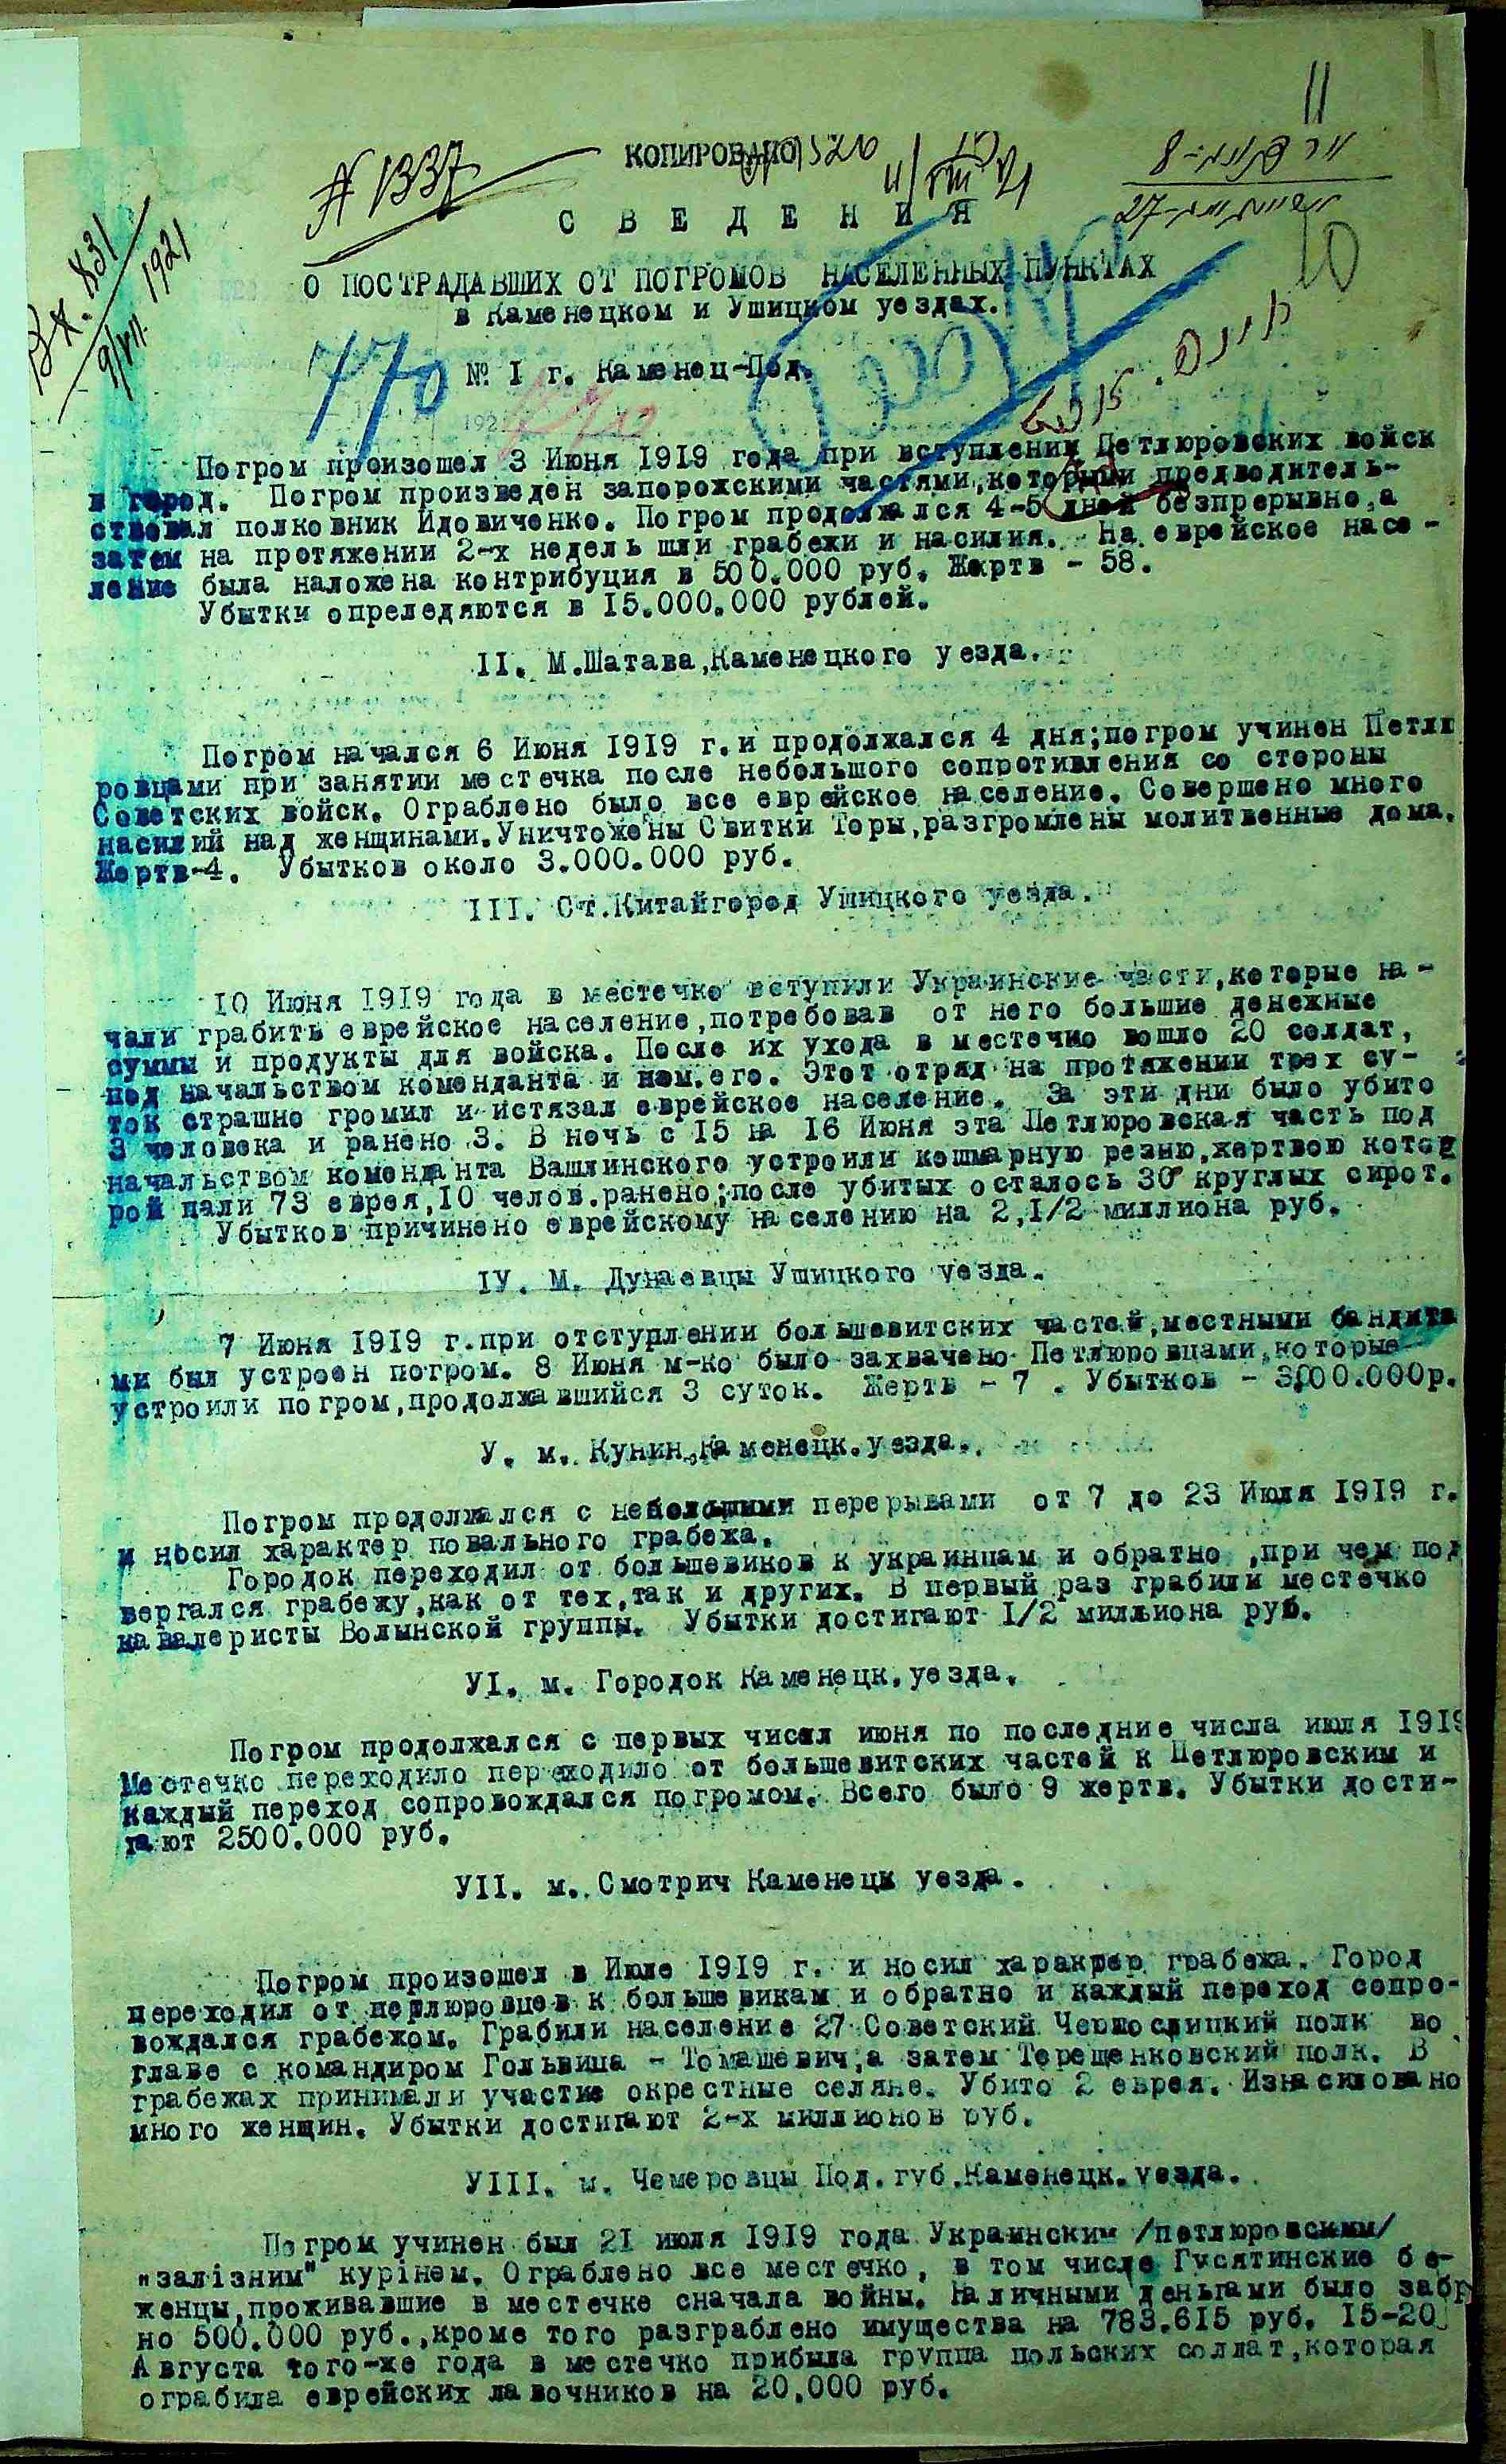 11
КОПИРОВАНО
№ 1337
Вх. 831
9/VII 1921
С В Е Д Е Н И Я
10
О ПОСТРАДАВШИХ ОТ ПОГРОМОВ НАСЕЛЕННЫХ ПУНКТАХ
в Каменецком и Ушицком уездах.
770
№ I г. Каменец-Под.
192
Погром произошел 3 Июня 1919 года при вступлении Петлюровских войск
в город. Погром произведен запорожскими частями,которыми предводитель-
ствовал полковник Идовиченко. Погром продолжался 4-5 дней безпрерывно,а
затем на протяжении 2-х недель шли грабежи и насилия. На еврейское насе-
ление была наложена контрибуция в 500.000 руб. Жертв - 58.
Убытки опреледяются в 15.000.000 рублей.
II. М.Шатава,Каменецкого уезда.
Погром начался 6 Июня 1919 г.и продолжался 4 дня;погром учинен Петлю
ровцами при занятии местечка после небольшого сопротивления со стороны
Советских войск. Ограблено было все еврейское население. Совершено много
насилий над женщинами.Уничтожены Свитки Торы,разгромлены молитвенные дома.
Жертв-4. Убытков около 3.000.000 руб.
III. Ст.Китайгород Ушицкого уезда.
10 Июня 1919 года в местечко вступили Украинские части,которые на-
чали грабить еврейское население,потребовав от него большие денежные
суммы и продукты для войска. После их ухода в местечко вошло 20 солдат,
под начальством коменданта и пом.его. Этот отряд на протяжении трех су-
ток страшно громил и истязал еврейское население. За эти дни было убито
3 человека и ранено 3. В ночь с 15 на 16 Июня эта Петлюровская часть под
начальством коменданта Вашлинского устроили кошмарную резню,жертвою кото
рой пали 73 еврея,10 челов.ранено;после убитых осталось 30 круглых сирот.
Убытков причинено еврейскому населению на 2,1/2 миллиона руб.
IУ. М. Дунаевцы Ушицкого уезда.
7 Июня 1919 г.при отступлении большевитских частей,местными бандита
ми был устроен погром. 8 Июня м-ко было захвачено Петлюровцами,которые
устроили погром,продолжавшийся 3 суток. Жертв - 7 . Убытков - 3.000.000р.
У. м. Кунин,Каменецк.уезда.
Погром продолжался с небольшими перерывами от 7 до 23 Июля 1919 г.
и носил характер повального грабежа.
Городок переходил от большевиков к украинцам и обратно ,при чем под
вергался грабежу,как от тех,так и других. В первый раз грабили местечко
кавалеристы Волынской группы. Убытки достигают 1/2 миллиона руб.
УI. м. Городок Каменецк.уезда.
Погром продолжался с первых чисел июня по последние числа июля 1919
Местечко переходило переходило от большевитских частей к Петлюровским и
каждый переход сопровождался погромом. Всего было 9 жертв. Убытки дости-
гают 2500.000 руб.
УII. м. Смотрич Каменецк уезда.
Погром произошел в Июле 1919 г. и носил характер грабежа. Город
переходил от петлюровцев к большевикам и обратно и каждый переход сопро-
вождался грабежом. Грабили население 27 Советский полк во
главе с командиром Гольвица - Томашевич,а затем Терещенковский полк. В
грабежах принимали участие окрестные селяне. Убито 2 еврея. Изнасиловано
много женщин. Убытки достигают 2-х миллионов руб.
УIII. м. Чемеровцы Под.губ.Каменецк.уезда.
Погром учинен был 21 июля 1919 года Украинским /петлюровским/
"залізним" курінем. Ограблено все местечко, в том числе Гусятинские бе-
женцы,проживавшие в местечке сначала войны. Наличными деньгами было забр
но 500.000 руб.,кроме того разграблено имущества на 783.615 руб. 15-20
Августа того-же года в местечко прибыла группа польских солдат,которая
ограбила еврейских лавочников на 20.000 руб.